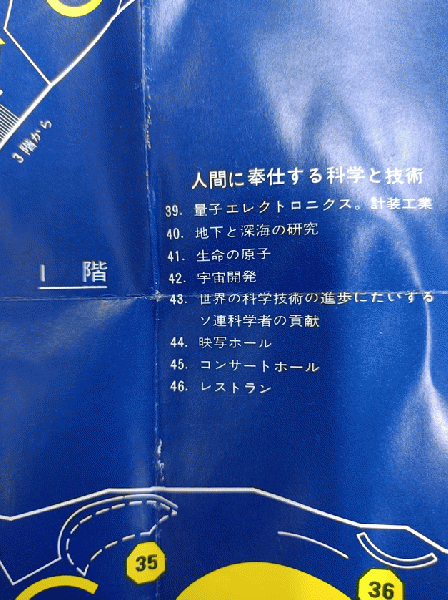 3階から
人間に奉仕する科学と技術
39. 量子エレクトロニクス。計装工業
40. 地下と深海の研究
41. 生命の原子
42. 宇宙開発
1階
43. 世界の科学技術の進歩にたいする
ソ連科学者の貢献
44. 映写ホール
45. コンサートホール
46. レストラン
35
36